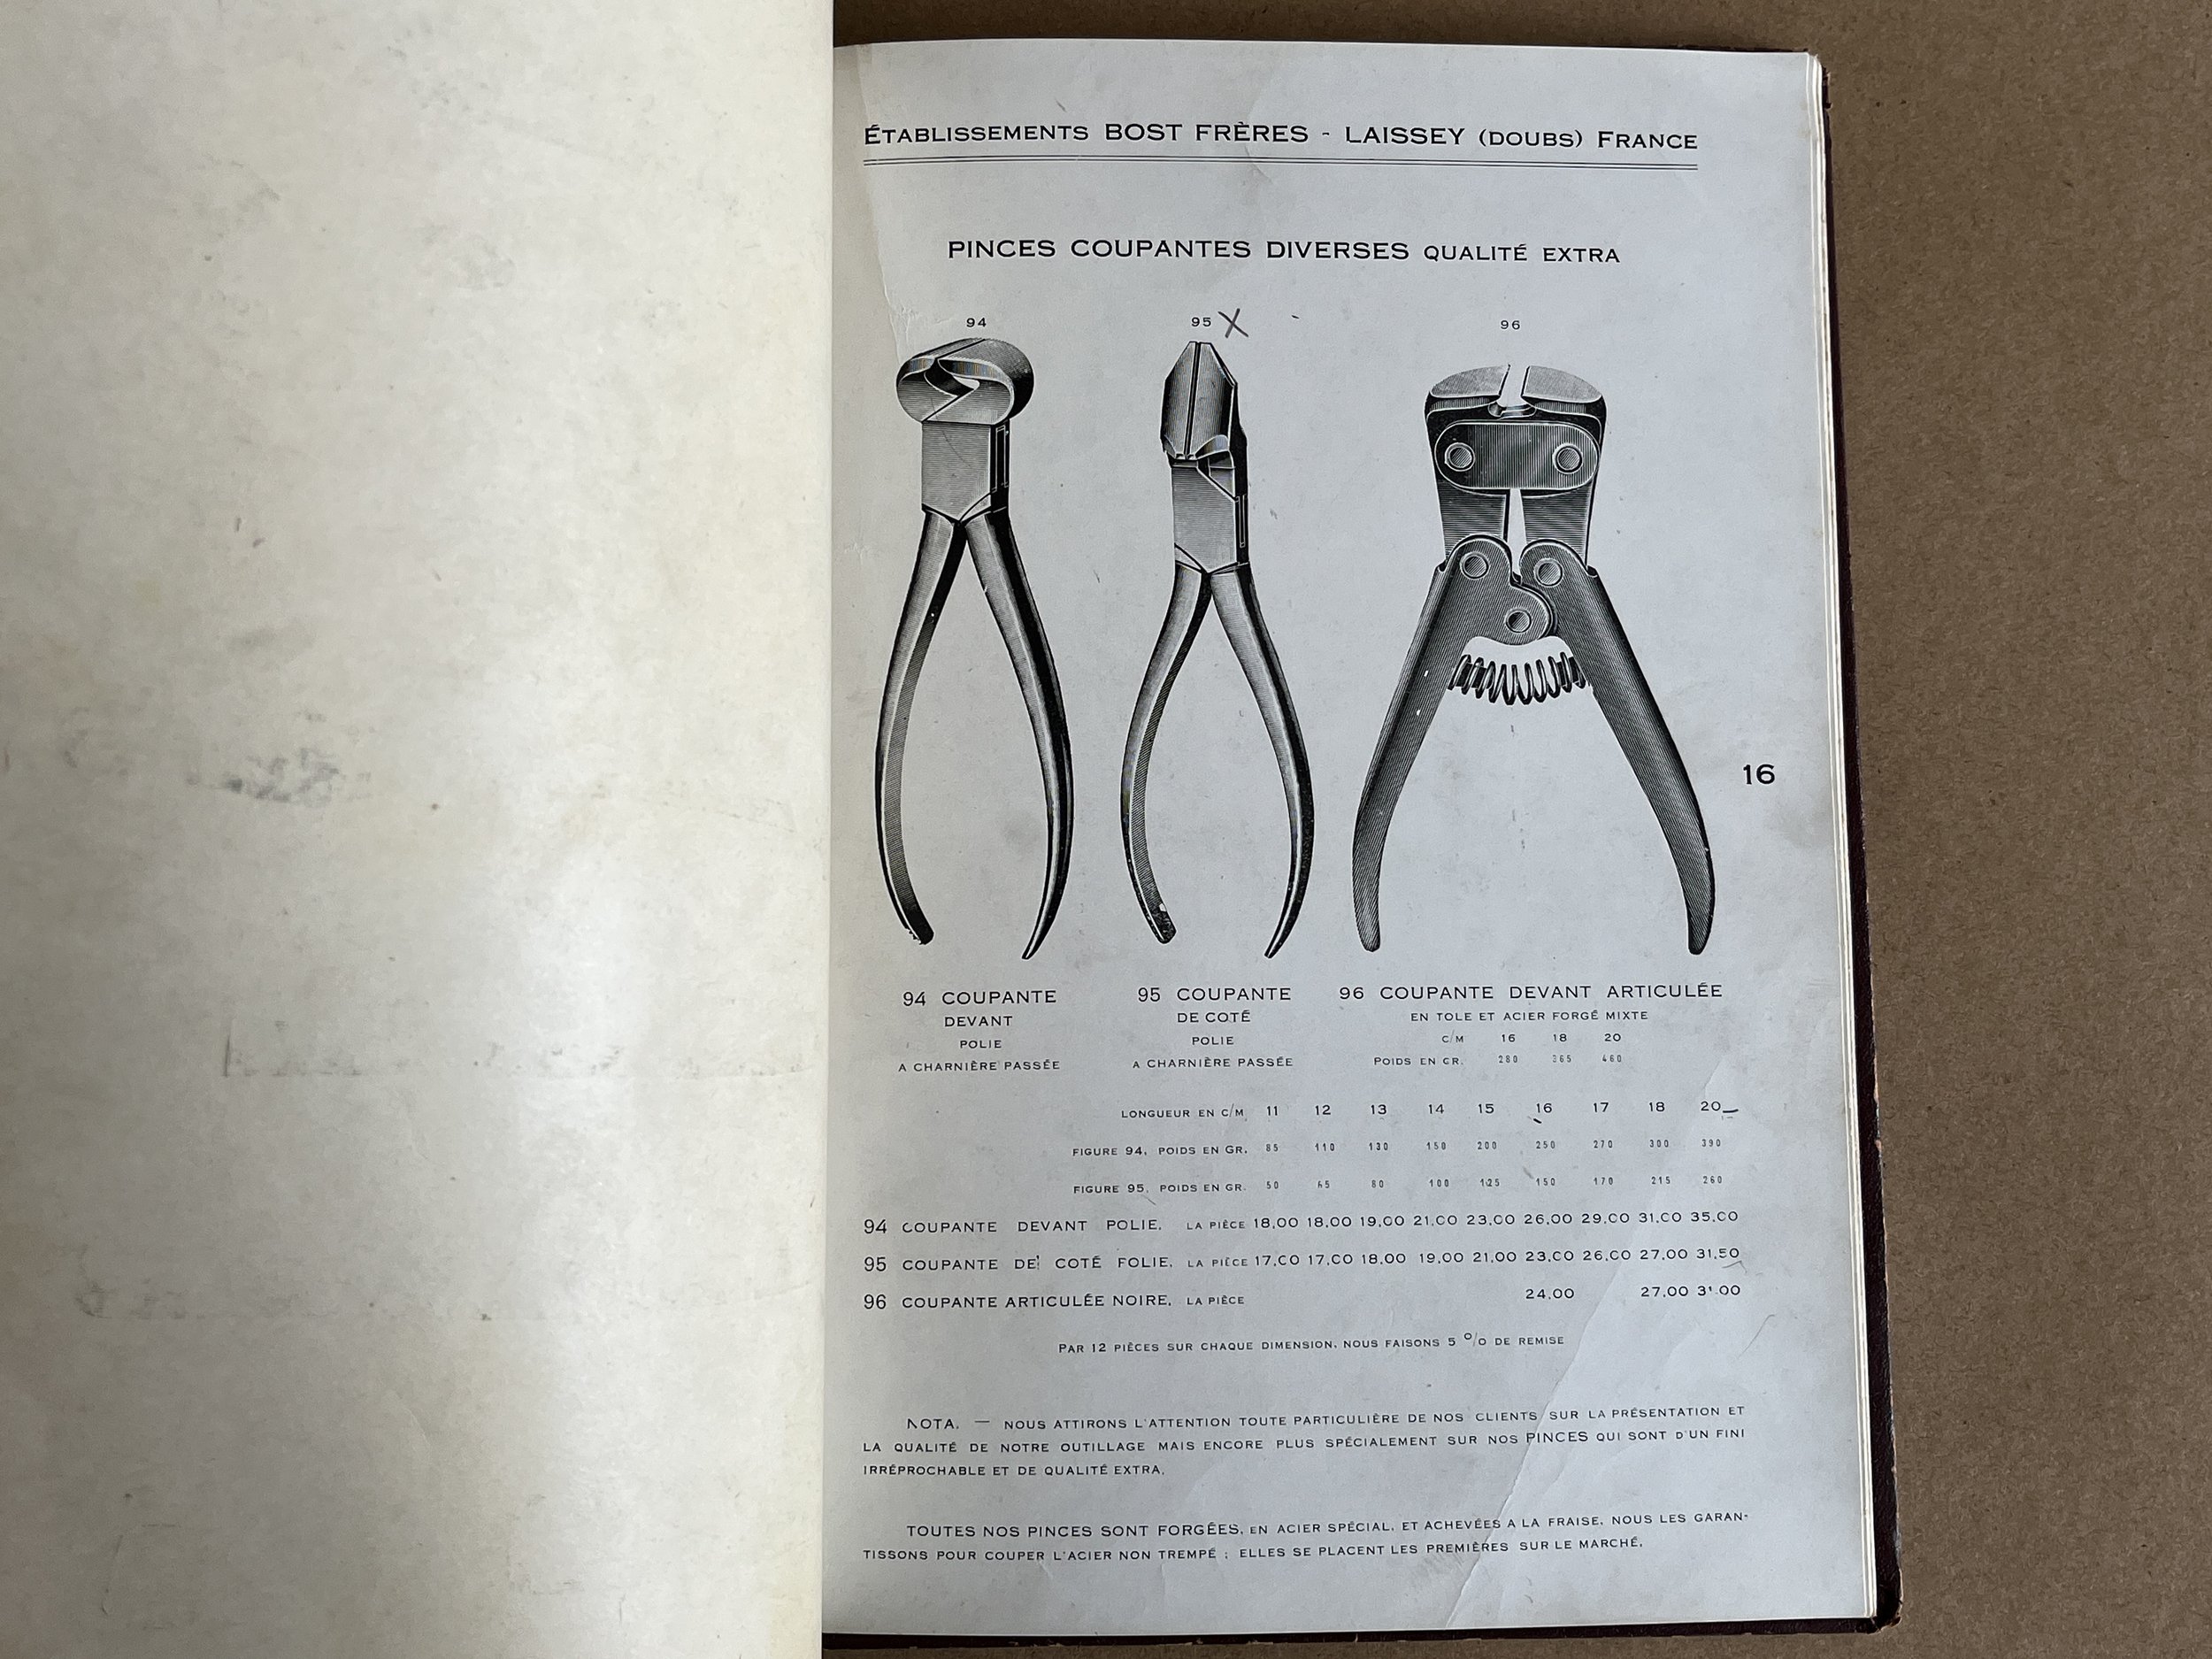 ÉTABLISSEMENTS BOST FRÈRES - LAISSEY (DOUBS) FRANCE
PINCES COUPANTES DIVERSES QUALITÉ EXTRA
94 95 X 96
16
94 COUPANTE
DEVANT
POLIE
A CHARNIÈRE PASSÉE
95 COUPANTE
DE COTÉ
POLIE
A CHARNIÈRE PASSÉE
96 COUPANTE DEVANT ARTICULÉE
EN TOLE ET ACIER FORGÉ MIXTE
C/M 16 18 20
POIDS EN GR. 280 365 460
LONGUEUR EN C/M 11 12 13 14 15 16 17 18 20
FIGURE 94, POIDS EN GR. 85 110 130 150 200 250 270 300 390
FIGURE 95, POIDS EN GR. 50 65 80 100 125 150 170 215 260
94 COUPANTE DEVANT POLIE, LA PIÈCE 18,00 18,00 19,00 21,00 23,00 26,00 29,00 31,00 35,00
95 COUPANTE DE COTÉ FOLIE, LA PIÈCE 17,00 17,00 18,00 19,00 21,00 23,00 26,00 27,00 31,50
96 COUPANTE ARTICULÉE NOIRE, LA PIÈCE 24,00 27,00 31,00
PAR 12 PIÈCES SUR CHAQUE DIMENSION, NOUS FAISONS 5 % DE REMISE
NOTA. — NOUS ATTIRONS L'ATTENTION TOUTE PARTICULIÈRE DE NOS CLIENTS SUR LA PRÉSENTATION ET
LA QUALITÉ DE NOTRE OUTILLAGE MAIS ENCORE PLUS SPÉCIALEMENT SUR NOS PINCES QUI SONT D'UN FINI
IRRÉPROCHABLE ET DE QUALITÉ EXTRA.
TOUTES NOS PINCES SONT FORGÉES, EN ACIER SPÉCIAL, ET ACHEVÉES A LA FRAISE, NOUS LES GARAN-
TISSONS POUR COUPER L'ACIER NON TREMPÉ ; ELLES SE PLACENT LES PREMIÈRES SUR LE MARCHÉ.